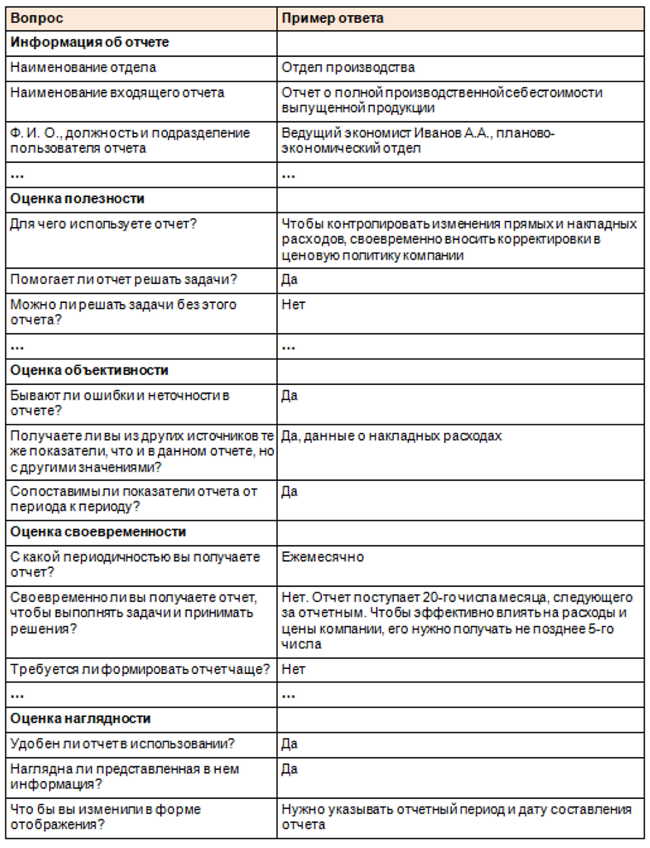 Вопрос Пример ответа
Информация об отчете
Наименование отдела Отдел производства
Наименование входящего отчета Отчет о полной производственной себестоимости
выпущенной продукции
Ф. И. О., должность и подразделение Ведущий экономист Иванов А.А., планово-
пользователя отчета экономический отдел
... ...
Оценка полезности
Для чего используете отчет? Чтобы контролировать изменения прямых и накладных
расходов, своевременно вносить корректировки в
ценовую политику компании
Помогает ли отчет решать задачи? Да
Можно ли решать задачи без этого Нет
отчета?
... ...
Оценка объективности
Бывают ли ошибки и неточности в Да
отчете?
Получаете ли вы из других источников те Да, данные о накладных расходах
же показатели, что и в данном отчете, но
с другими значениями?
Сопоставимы ли показатели отчета от Да
периода к периоду?
Оценка своевременности
С какой периодичностью вы получаете Ежемесячно
отчет?
Своевременно ли вы получаете отчет, Нет. Отчет поступает 20-го числа месяца, следующего
чтобы выполнять задачи и принимать за отчетным. Чтобы эффективно влиять на расходы и
решения? цены компании, его нужно получать не позднее 5-го
числа
Требуется ли формировать отчет чаще? Нет
... ...
Оценка наглядности
Удобен ли отчет в использовании? Да
Наглядна ли представленная в нем Да
информация?
Что бы вы изменили в форме Нужно указывать отчетный период и дату составления
отображения? отчета